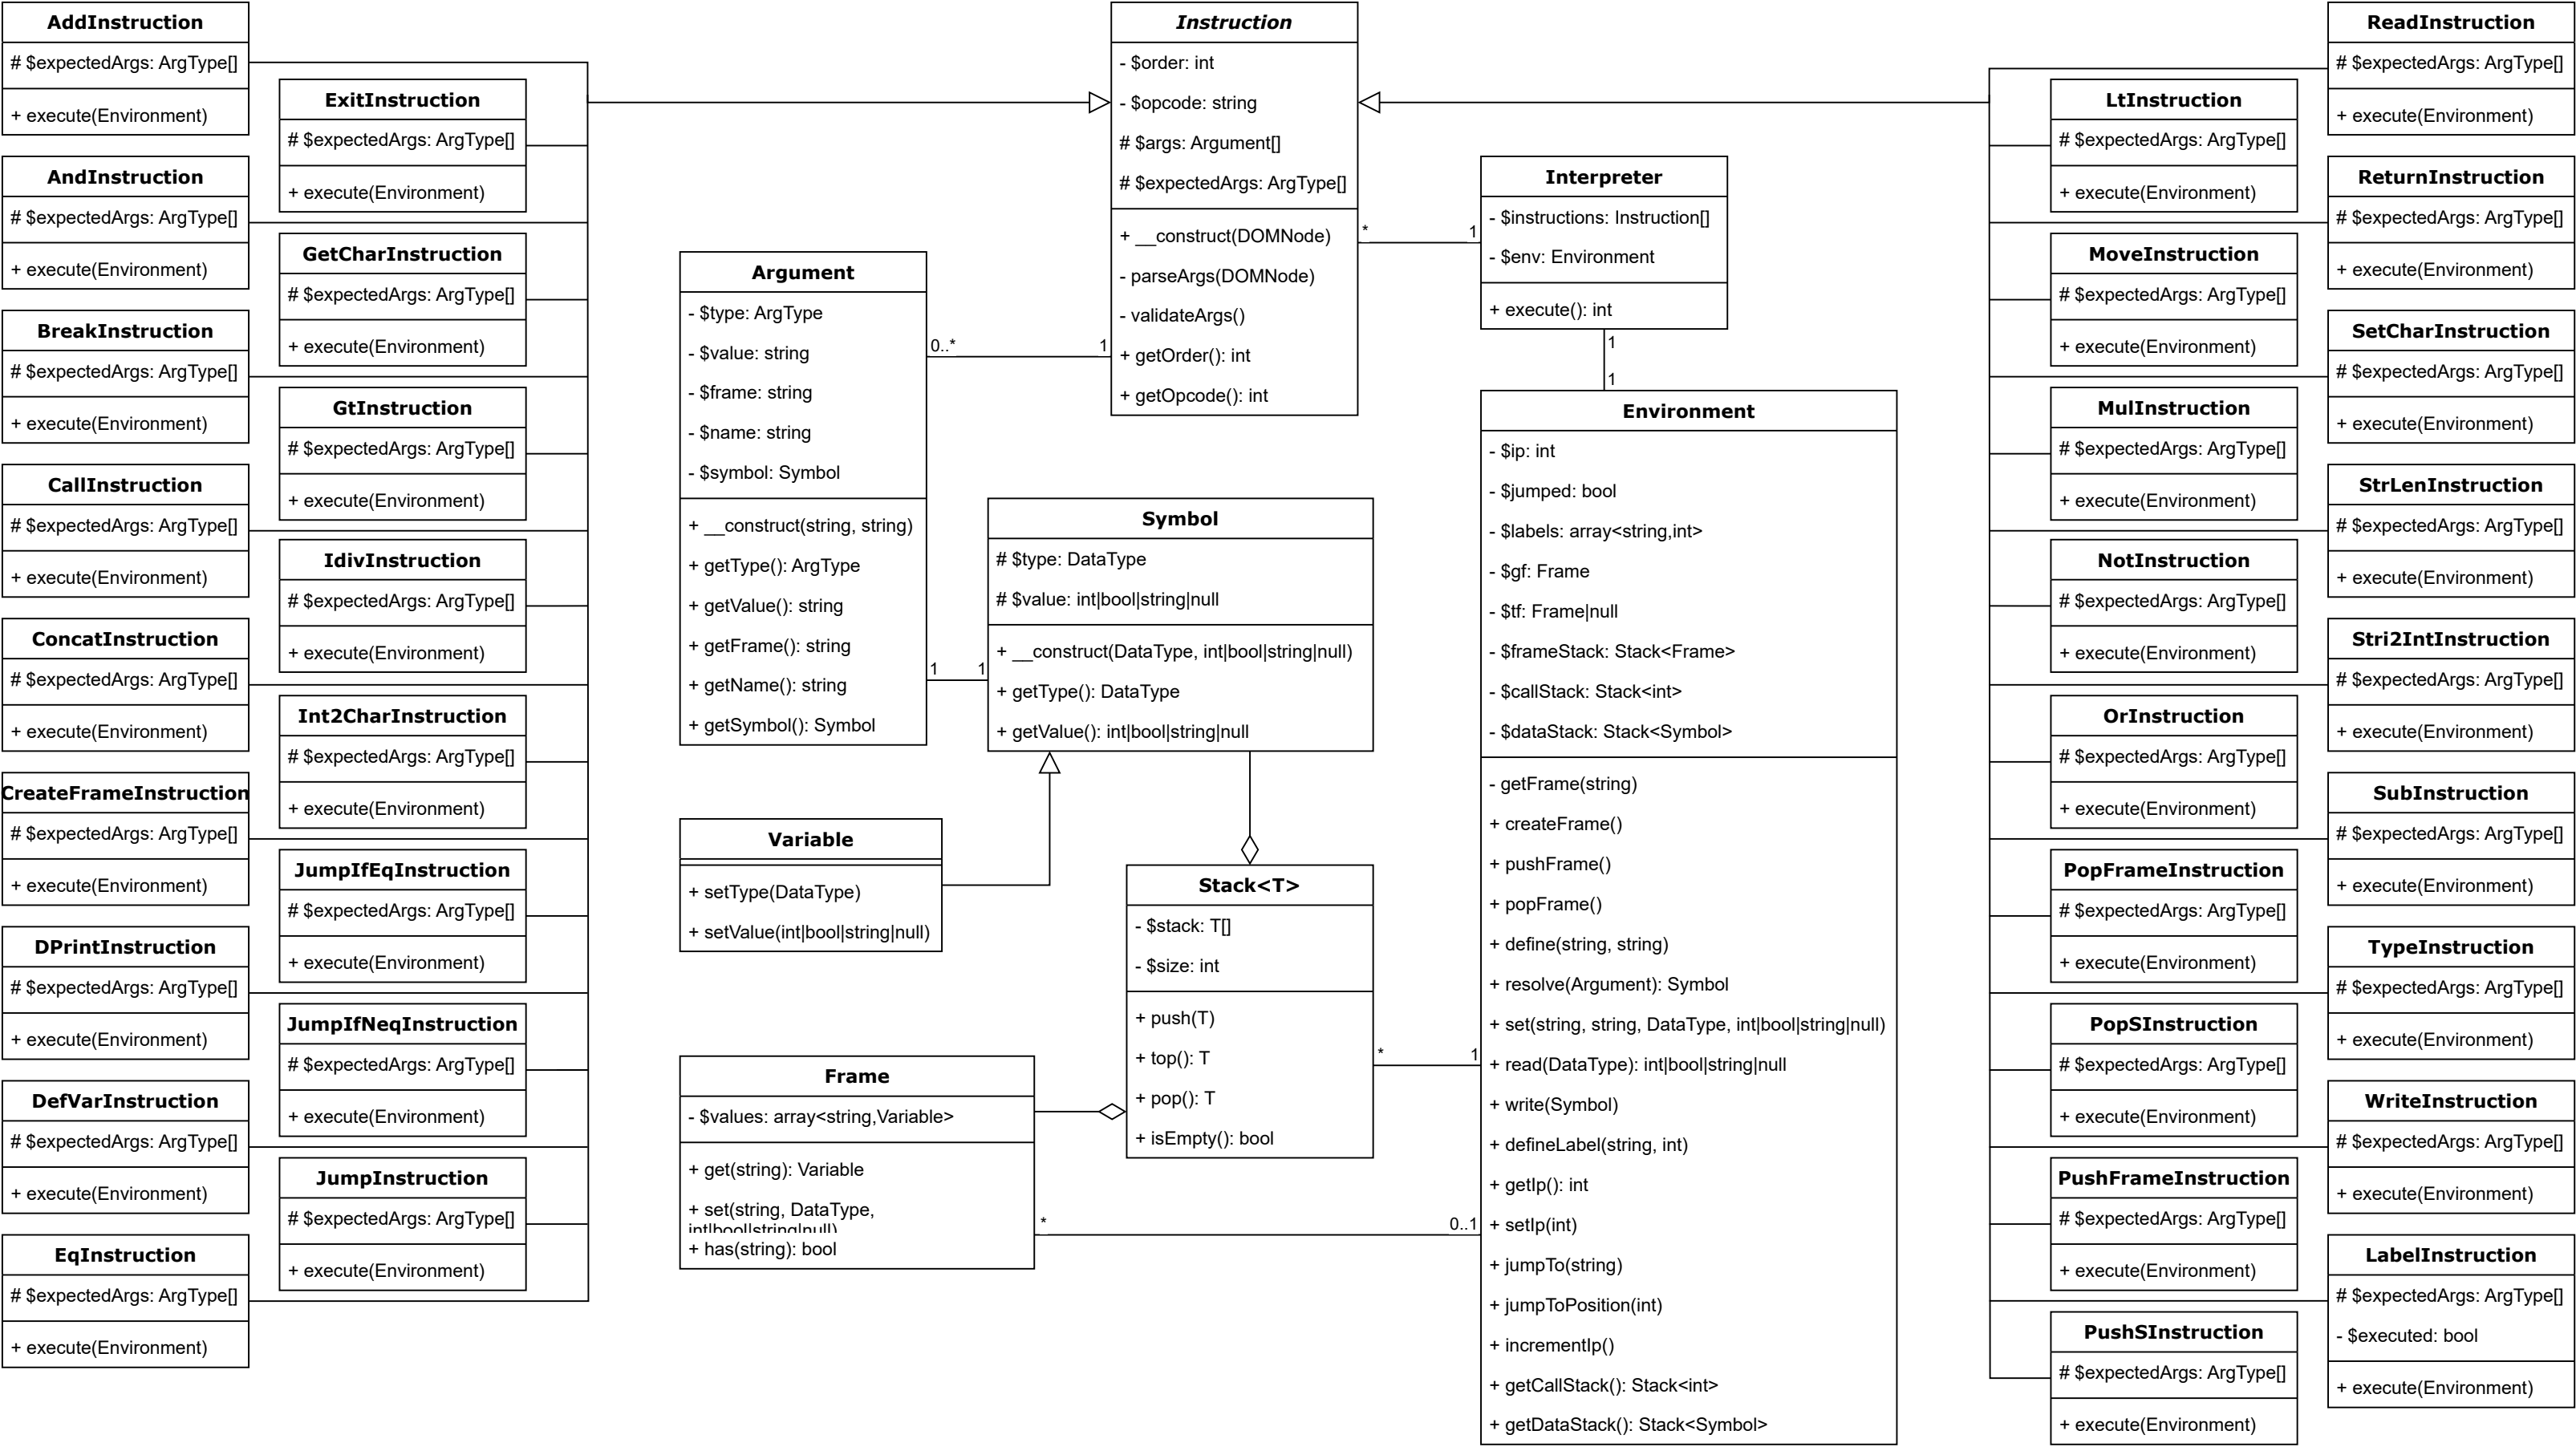 AddInstruction
# $expectedArgs: ArgType[]
+ execute(Environment)
AndInstruction
# $expectedArgs: ArgType[]
+ execute(Environment)
BreakInstruction
# $expectedArgs: ArgType[]
+ execute(Environment)
CallInstruction
# $expectedArgs: ArgType[]
+ execute(Environment)
ConcatInstruction
# $expectedArgs: ArgType[]
+ execute(Environment)
CreateFrameInstruction
# $expectedArgs: ArgType[]
+ execute(Environment)
DPrintInstruction
# $expectedArgs: ArgType[]
+ execute(Environment)
DefVarInstruction
# $expectedArgs: ArgType[]
+ execute(Environment)
EqInstruction
# $expectedArgs: ArgType[]
+ execute(Environment)
ExitInstruction
# $expectedArgs: ArgType[]
+ execute(Environment)
GetCharInstruction
# $expectedArgs: ArgType[]
+ execute(Environment)
GtInstruction
# $expectedArgs: ArgType[]
+ execute(Environment)
IdivInstruction
# $expectedArgs: ArgType[]
+ execute(Environment)
Int2CharInstruction
# $expectedArgs: ArgType[]
+ execute(Environment)
JumpIfEqInstruction
# $expectedArgs: ArgType[]
+ execute(Environment)
JumpIfNeqInstruction
# $expectedArgs: ArgType[]
+ execute(Environment)
JumpInstruction
# $expectedArgs: ArgType[]
+ execute(Environment)
Argument
- $type: ArgType
- $value: string
- $frame: string
- $name: string
- $symbol: Symbol
+ __construct(string, string)
+ getType(): ArgType
+ getValue(): string
+ getFrame(): string
+ getName(): string
+ getSymbol(): Symbol
0..*
1
1
1
Variable
+ setType(DataType)
+ setValue(int|bool|string|null)
Frame
- $values: array<string,Variable>
+ get(string): Variable
+ set(string, DataType,
int|bool|string|null)
+ has(string): bool
*
0..1
Instruction
- $order: int
- $opcode: string
# $args: Argument[]
# $expectedArgs: ArgType[]
+ __construct(DOMNode)
- parseArgs(DOMNode)
- validateArgs()
+ getOrder(): int
+ getOpcode(): int
*
1
Symbol
# $type: DataType
# $value: int|bool|string|null
+ __construct(DataType, int|bool|string|null)
+ getType(): DataType
+ getValue(): int|bool|string|null
Stack<T>
- $stack: T[]
- $size: int
+ push(T)
+ top(): T
+ pop(): T
+ isEmpty(): bool
*
1
Interpreter
- $instructions: Instruction[]
- $env: Environment
+ execute(): int
1
1
Environment
- $ip: int
- $jumped: bool
- $labels: array<string,int>
- $gf: Frame
- $tf: Frame|null
- $frameStack: Stack<Frame>
- $callStack: Stack<int>
- $dataStack: Stack<Symbol>
- getFrame(string)
+ createFrame()
+ pushFrame()
+ popFrame()
+ define(string, string)
+ resolve(Argument): Symbol
+ set(string, string, DataType, int|bool|string|null)
+ read(DataType): int|bool|string|null
+ write(Symbol)
+ defineLabel(string, int)
+ getIp(): int
+ setIp(int)
+ jumpTo(string)
+ jumpToPosition(int)
+ incrementIp()
+ getCallStack(): Stack<int>
+ getDataStack(): Stack<Symbol>
LtInstruction
# $expectedArgs: ArgType[]
+ execute(Environment)
MoveInstruction
# $expectedArgs: ArgType[]
+ execute(Environment)
MulInstruction
# $expectedArgs: ArgType[]
+ execute(Environment)
NotInstruction
# $expectedArgs: ArgType[]
+ execute(Environment)
OrInstruction
# $expectedArgs: ArgType[]
+ execute(Environment)
PopFrameInstruction
# $expectedArgs: ArgType[]
+ execute(Environment)
PopSInstruction
# $expectedArgs: ArgType[]
+ execute(Environment)
PushFrameInstruction
# $expectedArgs: ArgType[]
+ execute(Environment)
PushSInstruction
# $expectedArgs: ArgType[]
+ execute(Environment)
ReadInstruction
# $expectedArgs: ArgType[]
+ execute(Environment)
ReturnInstruction
# $expectedArgs: ArgType[]
+ execute(Environment)
SetCharInstruction
# $expectedArgs: ArgType[]
+ execute(Environment)
StrLenInstruction
# $expectedArgs: ArgType[]
+ execute(Environment)
Stri2IntInstruction
# $expectedArgs: ArgType[]
+ execute(Environment)
SubInstruction
# $expectedArgs: ArgType[]
+ execute(Environment)
TypeInstruction
# $expectedArgs: ArgType[]
+ execute(Environment)
WriteInstruction
# $expectedArgs: ArgType[]
+ execute(Environment)
LabelInstruction
# $expectedArgs: ArgType[]
- $executed: bool
+ execute(Environment)